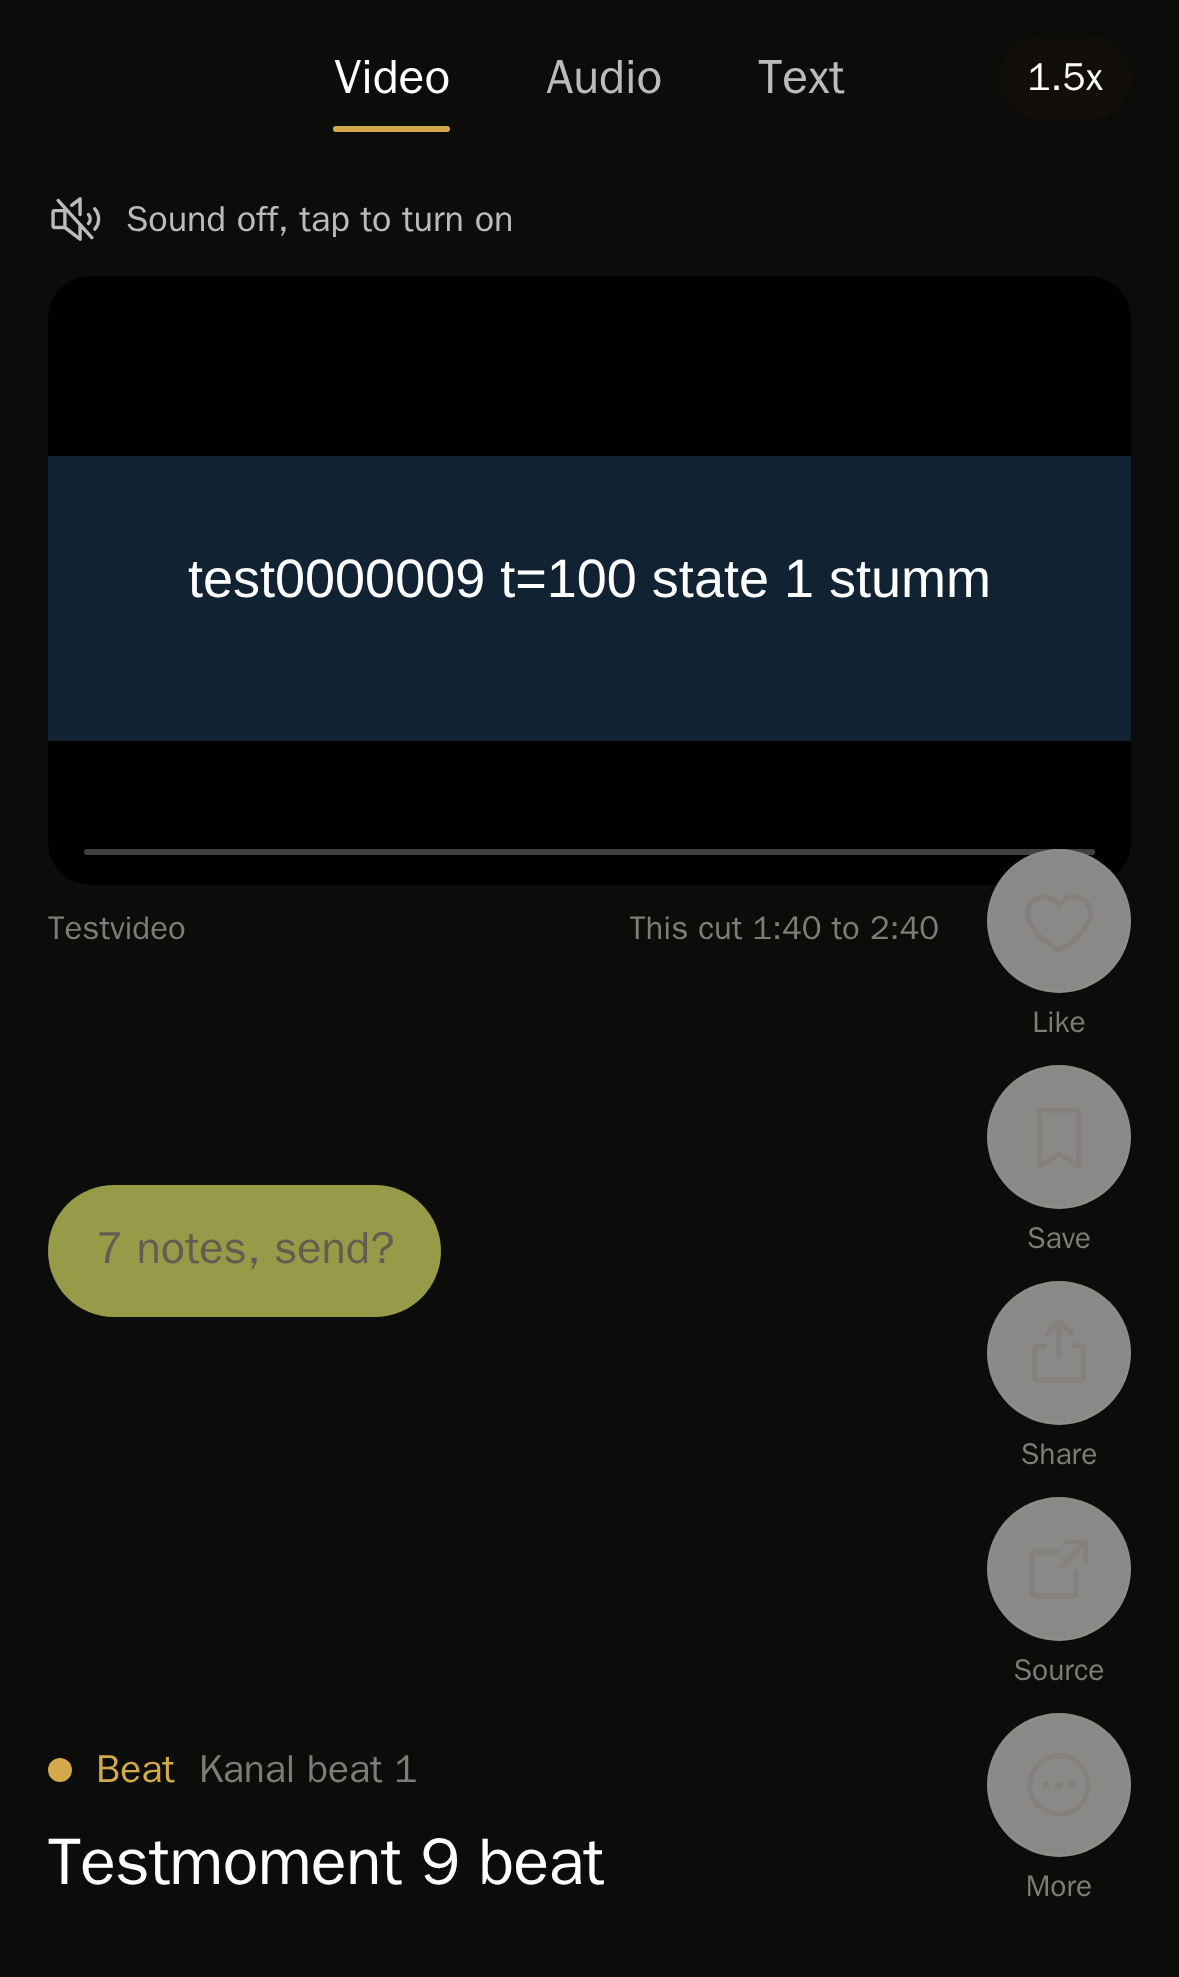 Video Audio Text 1.5x
Sound off, tap to turn on
test0000009 t=100 state 1 stumm
Testvideo This cut 1:40 to 2:40
Like
Save
7 notes, send?
Share
Source
Beat Kanal beat 1
Testmoment 9 beat
More